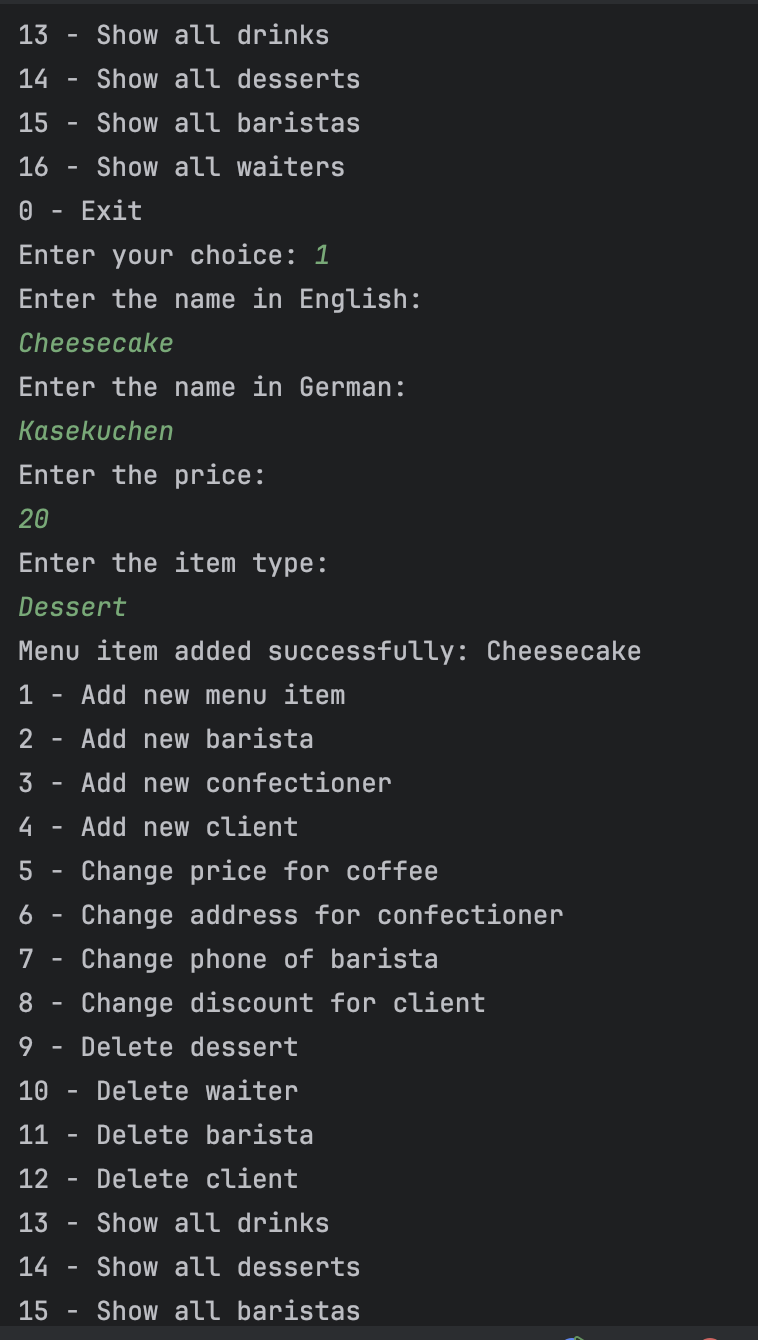 13 - Show all drinks
14 - Show all desserts
15 - Show all baristas
16 - Show all waiters
0 - Exit
Enter your choice: 1
Enter the name in English:
Cheesecake
Enter the name in German:
Kasekuchen
Enter the price:
20
Enter the item type:
Dessert
Menu item added successfully: Cheesecake
1 - Add new menu item
2 - Add new barista
3 - Add new confectioner
4 - Add new client
5 - Change price for coffee
6 - Change address for confectioner
7 - Change phone of barista
8 - Change discount for client
9 - Delete dessert
10 - Delete waiter
11 - Delete barista
12 - Delete client
13 - Show all drinks
14 - Show all desserts
15 - Show all baristas